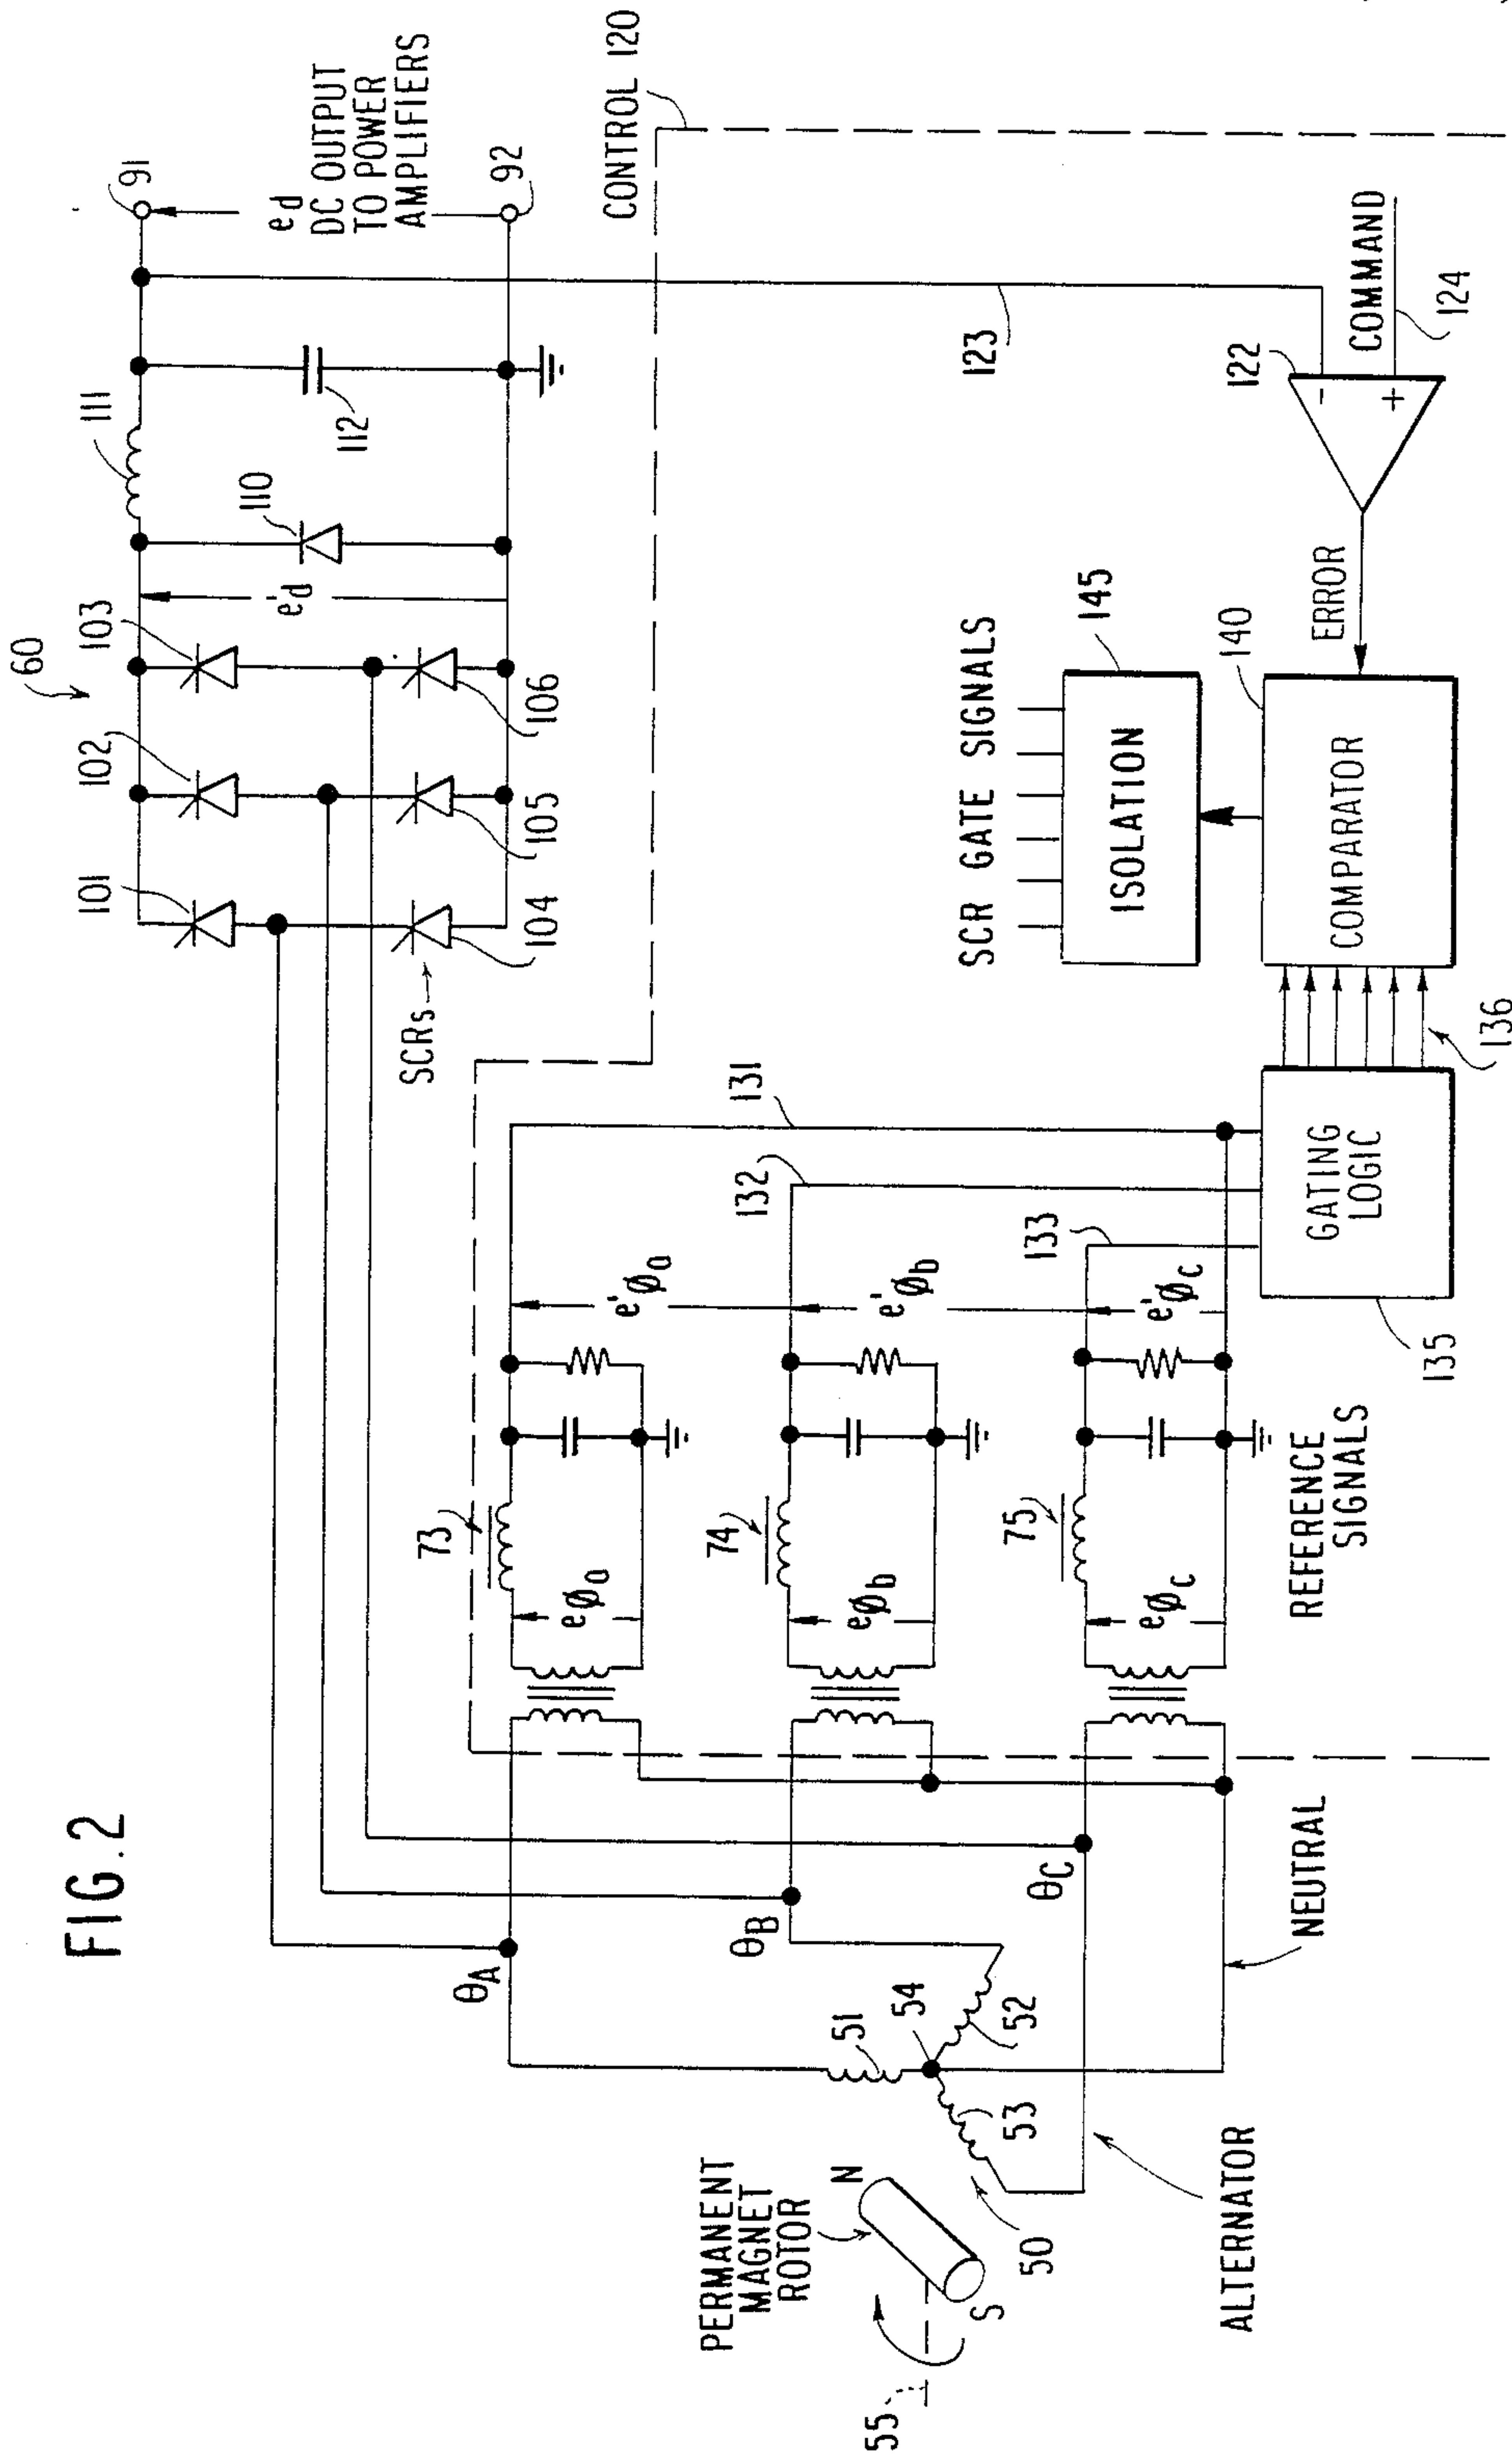 FIG.2
60
101
102
103
111
91
e'd
110
112
ed
DC OUTPUT
TO POWER
AMPLIFIERS
92
104
105
106
SCRs
CONTROL 120
θA
θB
θC
73
74
75
eϕa
eϕb
eϕc
e'ϕa
e'ϕb
e'ϕc
131
132
133
123
SCR GATE SIGNALS
145
ISOLATION
122
-
+
COMMAND
124
ERROR
140
COMPARATOR
136
GATING
LOGIC
135
REFERENCE
SIGNALS
NEUTRAL
PERMANENT
MAGNET
ROTOR
N
S
55
50
51
52
53
54
ALTERNATOR